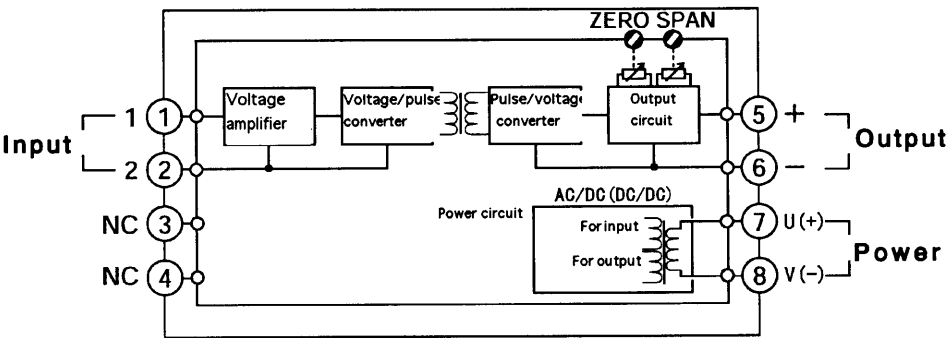 ZERO SPAN
Voltage
amplifier
Voltage/pulse
converter
Pulse/voltage
converter
Output
circuit
Input
1 1
2 2
NC 3
NC 4
5 +
6 −
Output
AC/DC(DC/DC)
Power circuit
For input
For output
7 U(+)
8 V(−)
Power